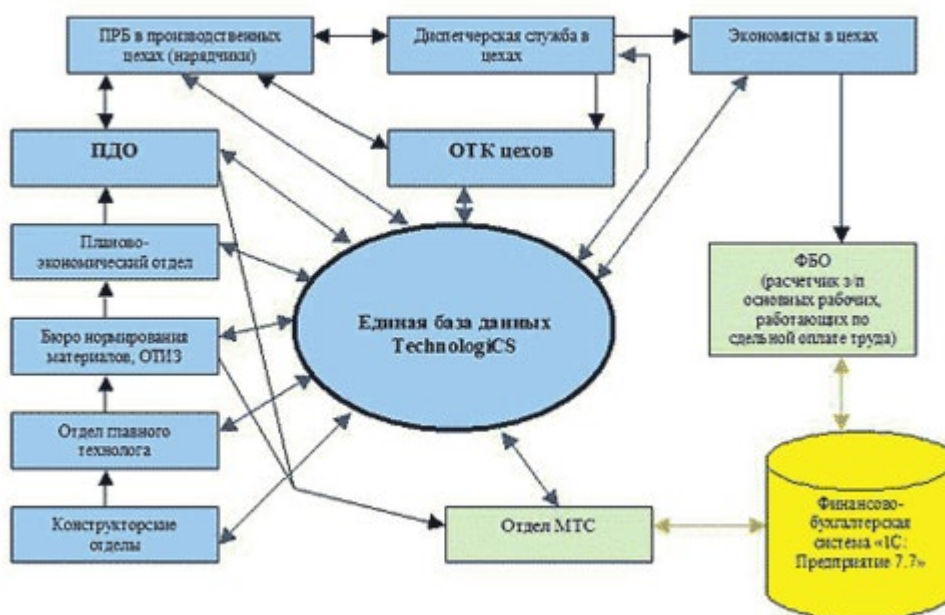 ПРБ в производственных
цехах (нарядчики)
Диспетчерская служба в
цехах
Экономисты в цехах
ПДО
ОТК цехов
Планово-
экономический отдел
ФБО
(расчетчик з/п
основных рабочих,
работающих по
сдельной оплате труда)
Единая база данных
TechnologiCS
Бюро нормирования
материалов, ОТИЗ
Отдел главного
технолога
Конструкторские
отделы
Отдел МТС
Финансово-
бухгалтерская
система «1С:
Предприятие 7.7»